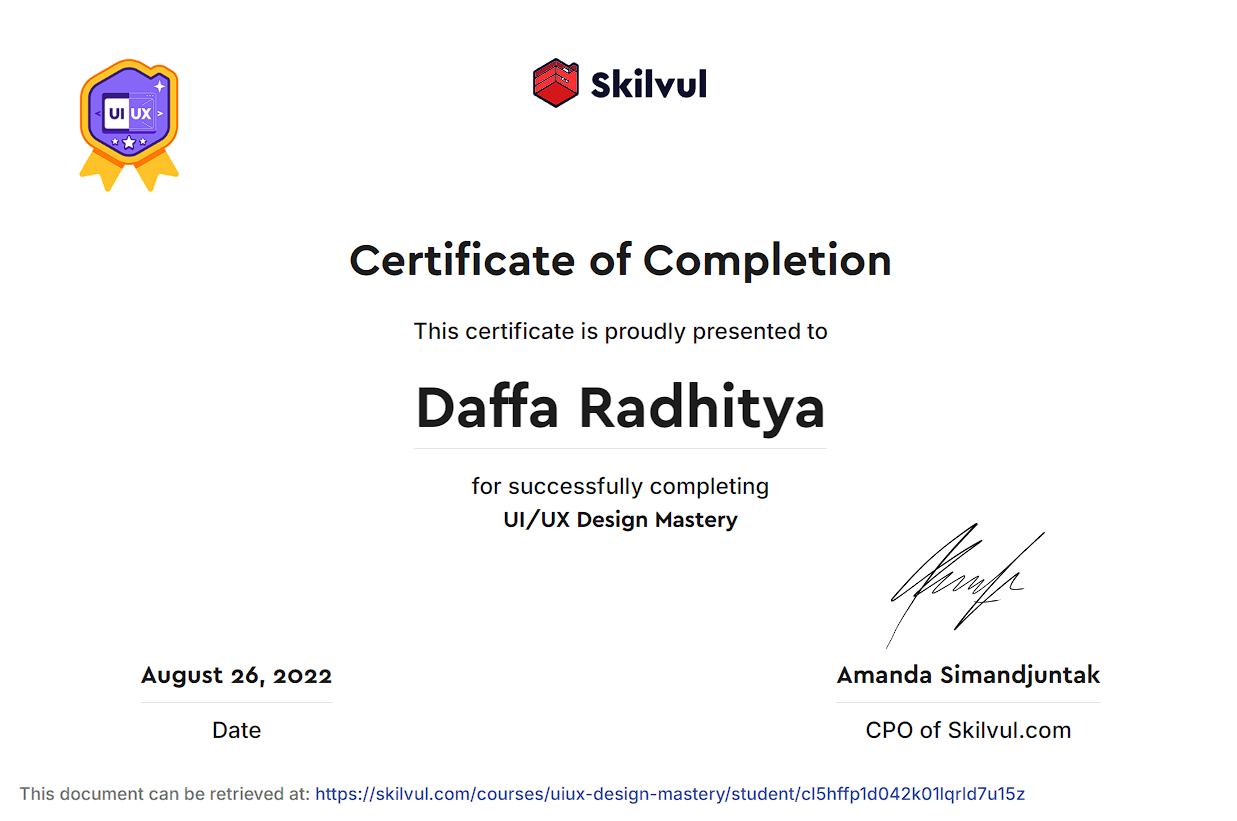 UI UX
Skilvul
Certificate of Completion
This certificate is proudly presented to
Daffa Radhitya
for successfully completing
UI/UX Design Mastery
August 26, 2022
Amanda Simandjuntak
Date
CPO of Skilvul.com
This document can be retrieved at: https://skilvul.com/courses/uiux-design-mastery/student/cl5hffp1d042k01lqrld7u15z